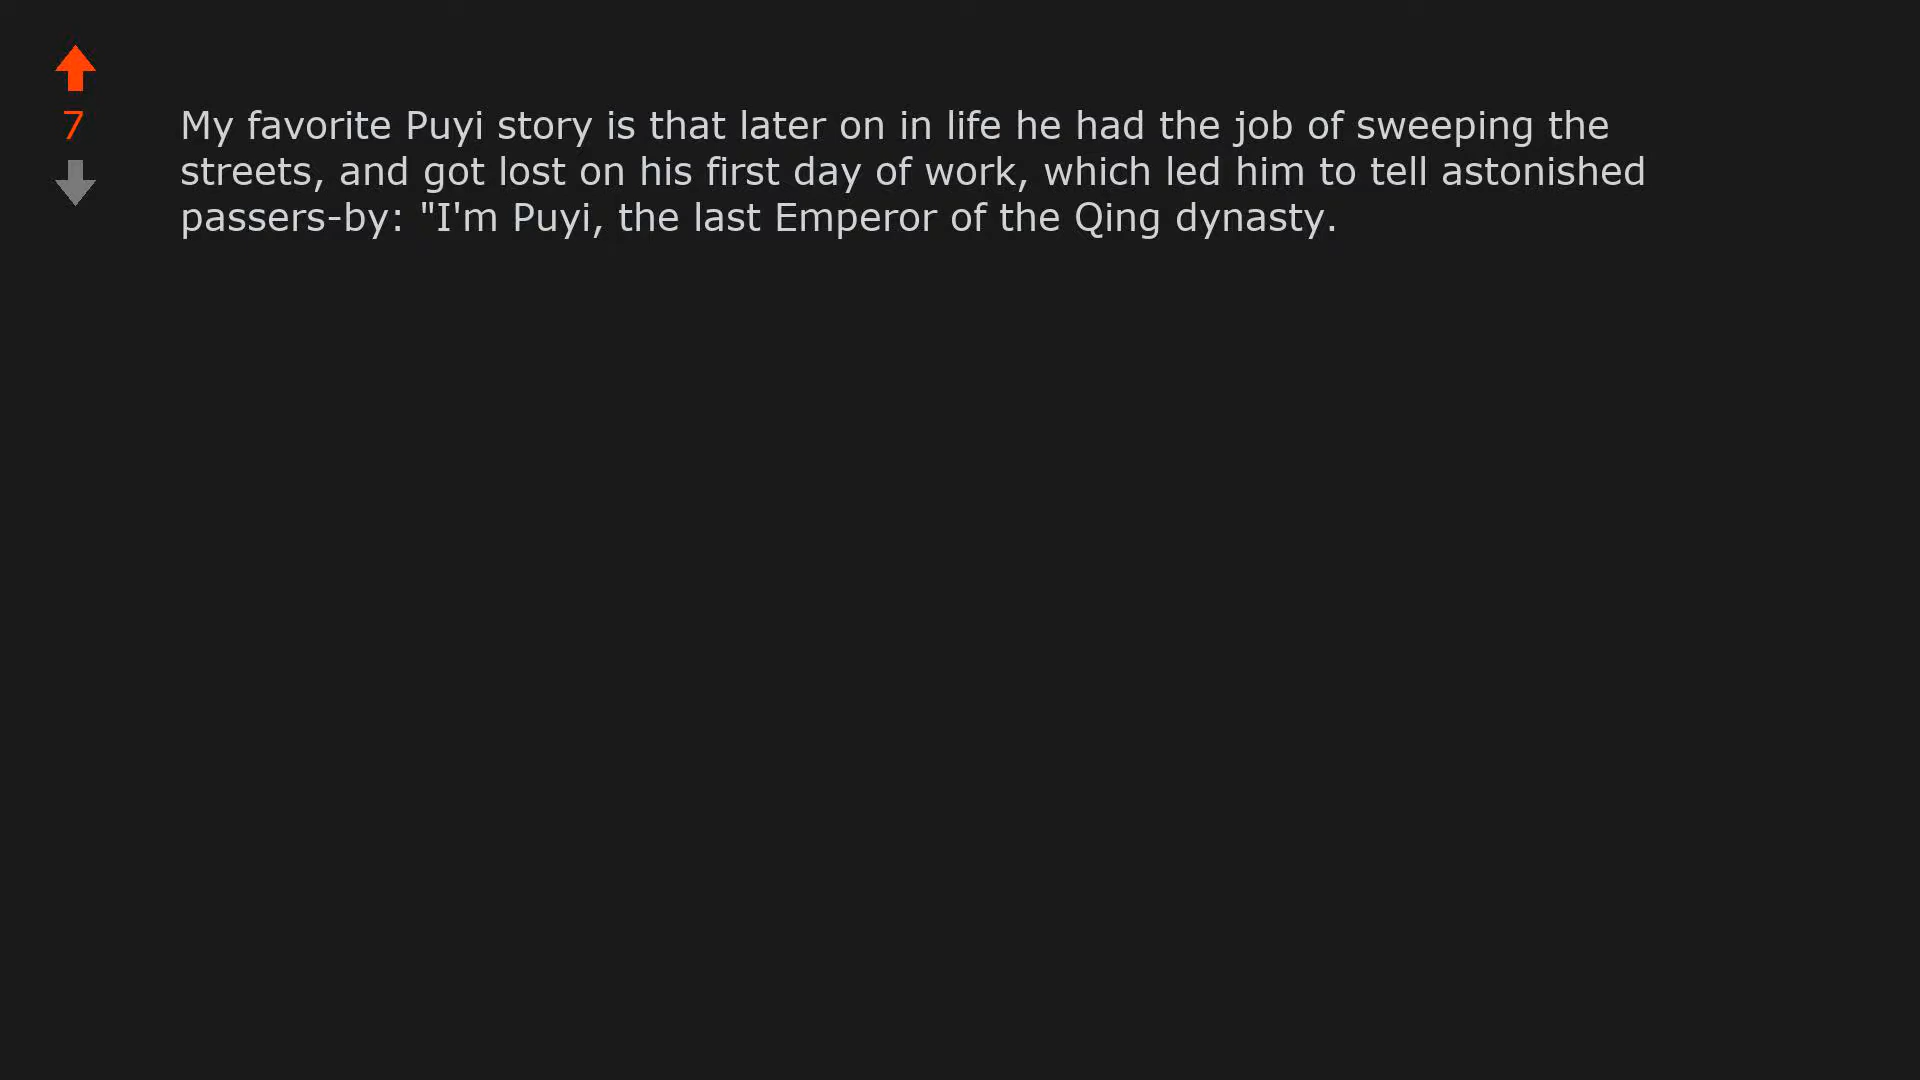 7
My favorite Puyi story is that later on in life he had the job of sweeping the
streets, and got lost on his first day of work, which led him to tell astonished
passers-by: "I'm Puyi, the last Emperor of the Qing dynasty.